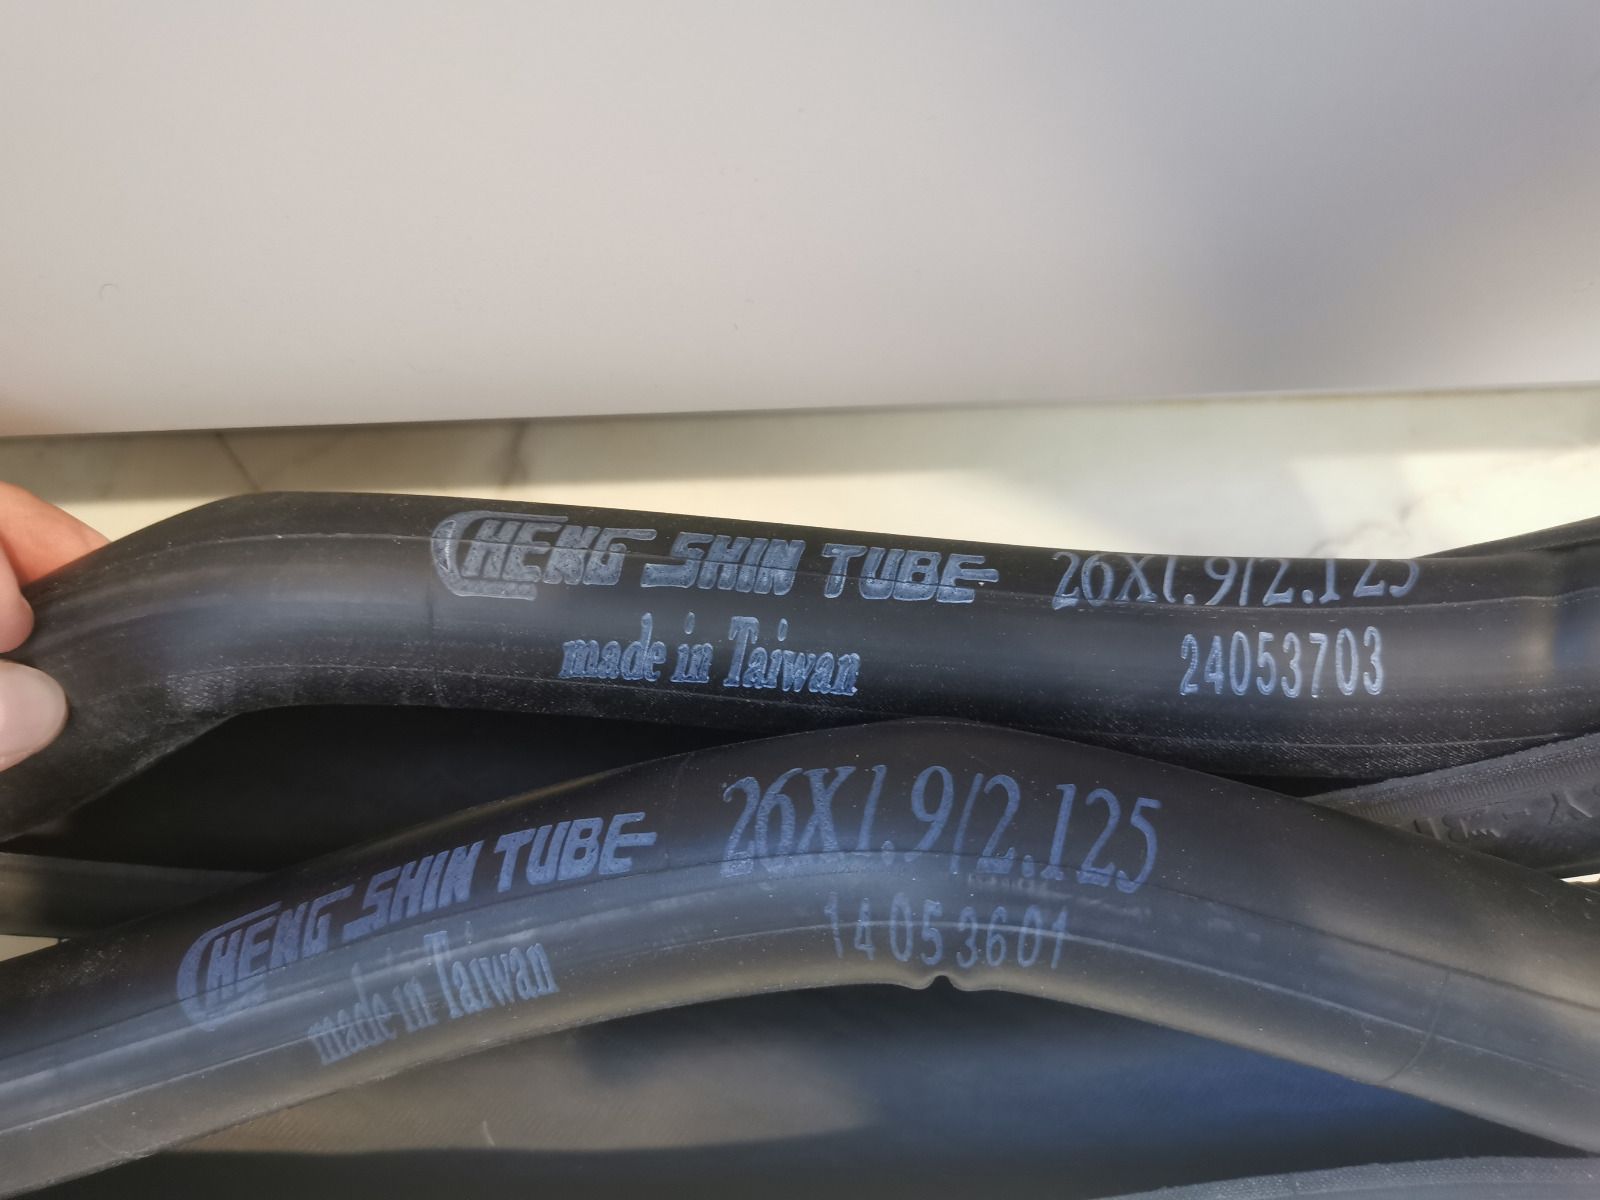 CHENG SHIN TUBE 26X1.9/2.125
made in Taiwan 24053703
CHENG SHIN TUBE 26X1.9/2.125
made in Taiwan 14053601